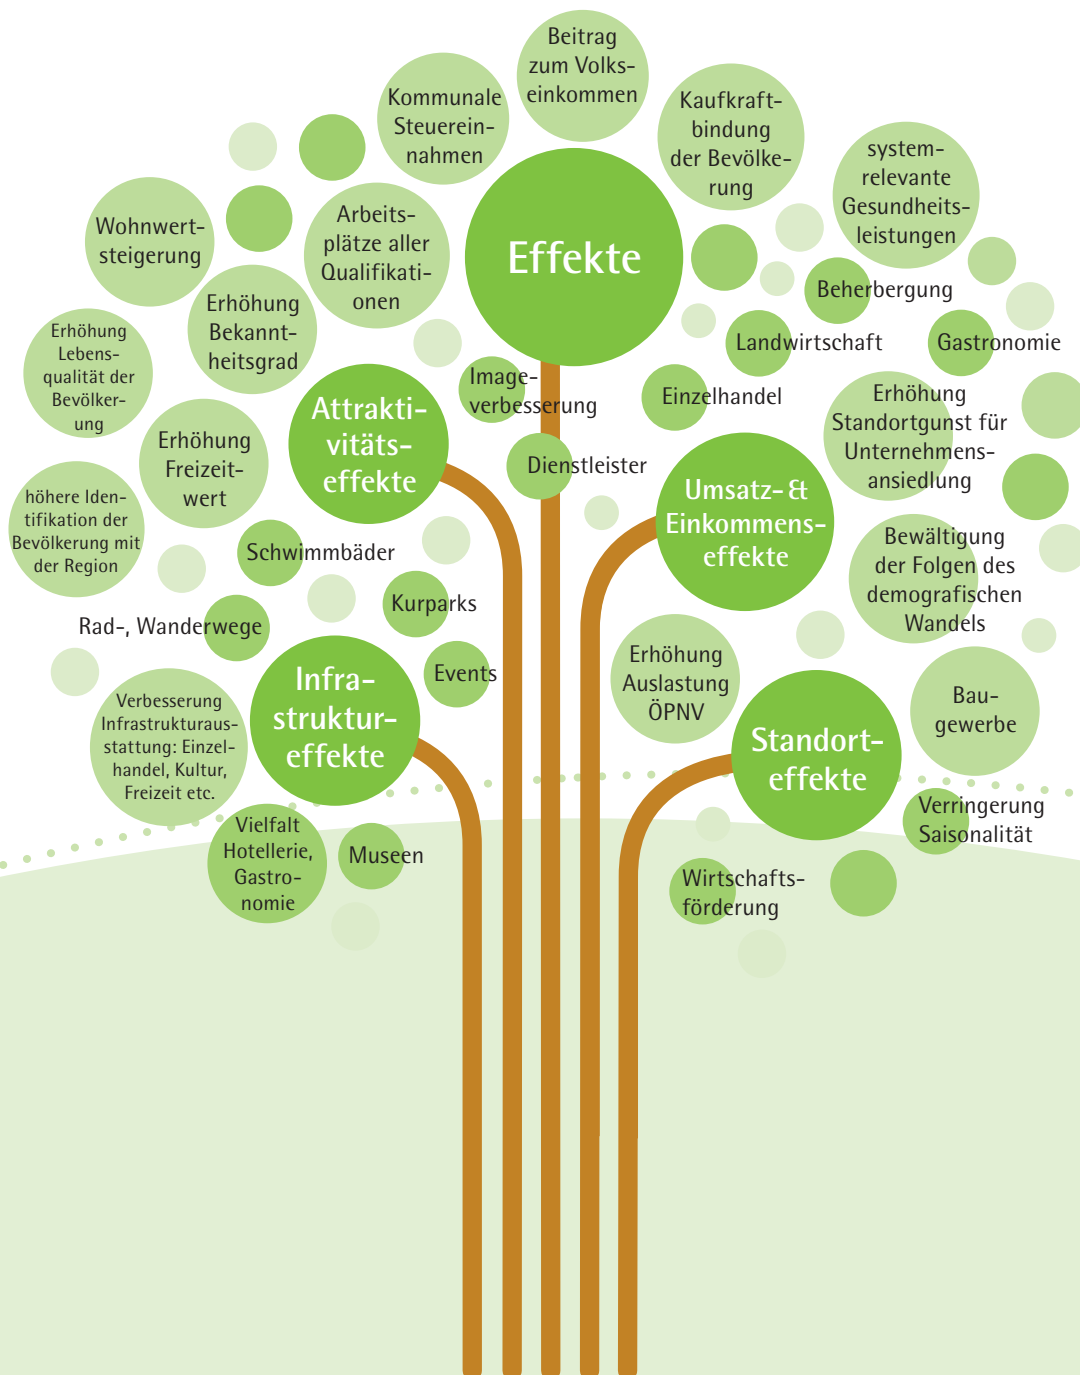 Beitrag
zum Volks-
einkommen
Kommunale
Steuerein-
nahmen
Kaufkraft-
bindung
der Bevölke-
rung
system-
relevante
Gesundheits-
leistungen
Wohnwert-
steigerung
Arbeits-
plätze aller
Qualifikati-
onen
Effekte
Beherbergung
Erhöhung
Bekannt-
heitsgrad
Landwirtschaft
Gastronomie
Erhöhung
Lebens-
qualität der
Bevölker-
ung
Attrakti-
vitäts-
effekte
Image-
verbesserung
Einzelhandel
Erhöhung
Standortgunst für
Unternehmens-
ansiedlung
Erhöhung
Freizeit-
wert
Dienstleister
Umsatz- &
Einkommens-
effekte
höhere Iden-
tifikation der
Bevölkerung mit
der Region
Schwimmbäder
Bewältigung
der Folgen des
demografischen
Wandels
Kurparks
Rad-, Wanderwege
Infra-
struktur-
effekte
Events
Erhöhung
Auslastung
ÖPNV
Bau-
gewerbe
Verbesserung
Infrastrukturaus-
stattung: Einzel-
handel, Kultur,
Freizeit etc.
Standort-
effekte
Verringerung
Saisonalität
Vielfalt
Hotellerie,
Gastro-
nomie
Museen
Wirtschafts-
förderung